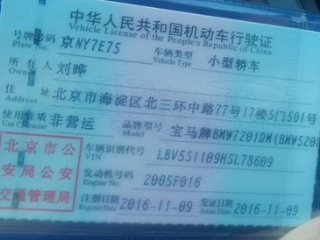 中华人民共和国机动车行驶证
Vehicle License of the People's Republic of China
号牌号码 京NY7E75 车辆类型 小型轿车
Plate No. Vehicle Type
所有人 刘晔
Owner
住址 北京市海淀区北三环中路77号17楼5门501号
Address
使用性质 非营运 品牌型号 宝马牌BMW7201DM(BMW520
Use Character Model
北京市公安局公安交通管理局
车辆识别代号 LBV5S1109HSL78609
VIN
发动机号码 2005F016
Engine No.
注册日期 2016-11-09 发证日期 2016-11-09
Register Date Issue Date